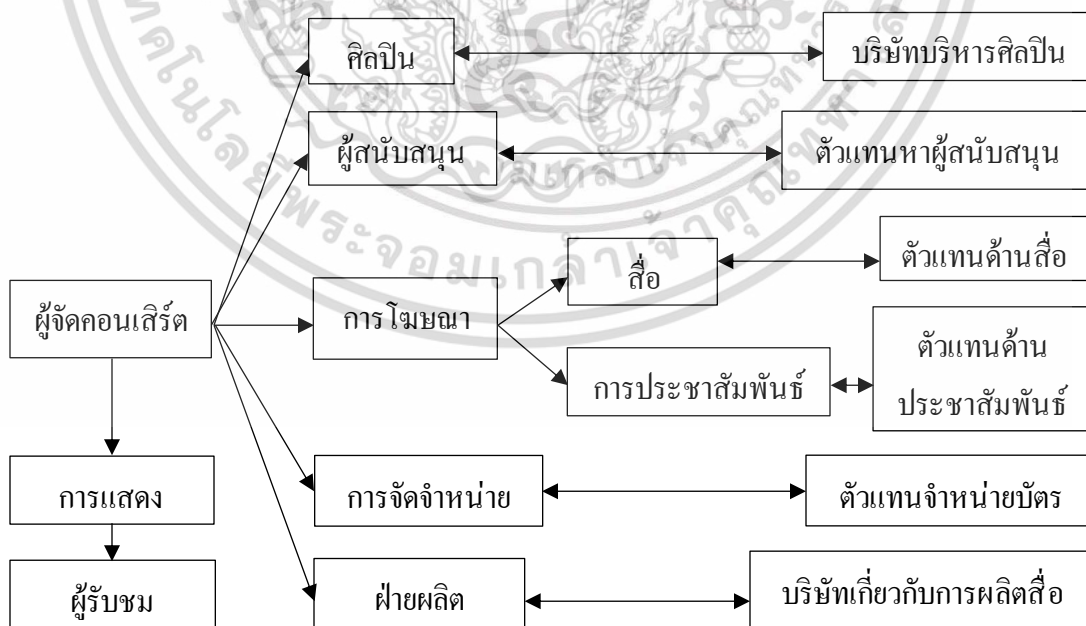 ศิลปิน
บริษัทบริหารศิลปิน
ผู้สนับสนุน
ตัวแทนหาผู้สนับสนุน
สื่อ
ตัวแทนด้านสื่อ
ผู้จัดคอนเสิร์ต
การโฆษณา
การประชาสัมพันธ์
ตัวแทนด้าน
ประชาสัมพันธ์
การแสดง
การจัดจำหน่าย
ตัวแทนจำหน่ายบัตร
ผู้รับชม
ฝ่ายผลิต
บริษัทเกี่ยวกับการผลิตสื่อ